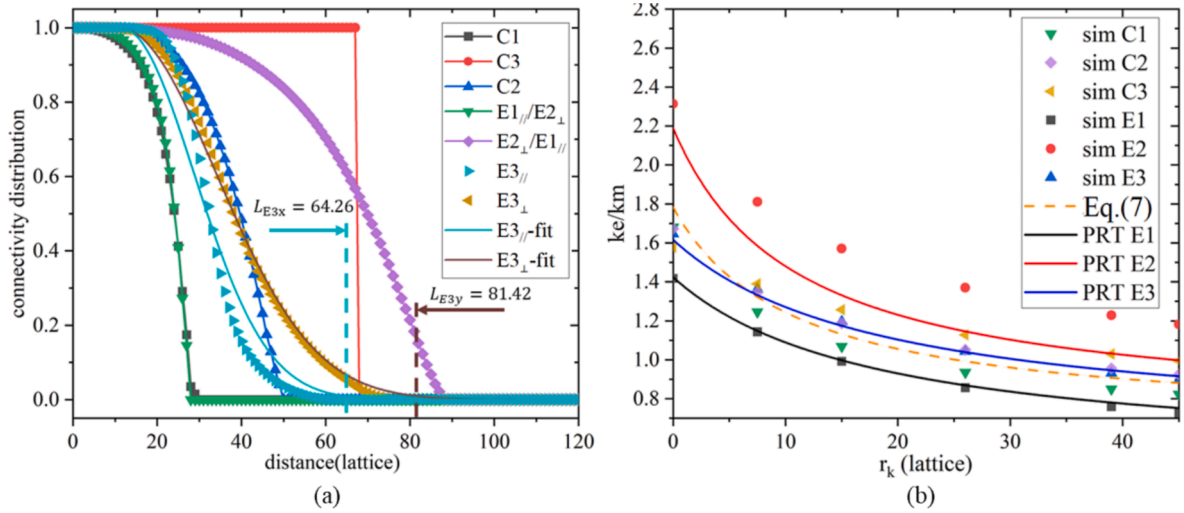 (a)
connectivity distribution
1.0
0.8
0.6
0.4
0.2
0.0
0
20
40
60
80
100
120
distance(lattice)
C1
C3
C2
E1//​/E2⊥
E2⊥/E1//
E3//
E3⊥
E3//-fit
E3⊥-fit
L_E3x = 64.26
L_E3y = 81.42
(b)
ke/km
2.8
2.6
2.4
2.2
2.0
1.8
1.6
1.4
1.2
1.0
0.8
0
10
20
30
40
r_k (lattice)
sim C1
sim C2
sim C3
sim E1
sim E2
sim E3
Eq.(7)
PRT E1
PRT E2
PRT E3